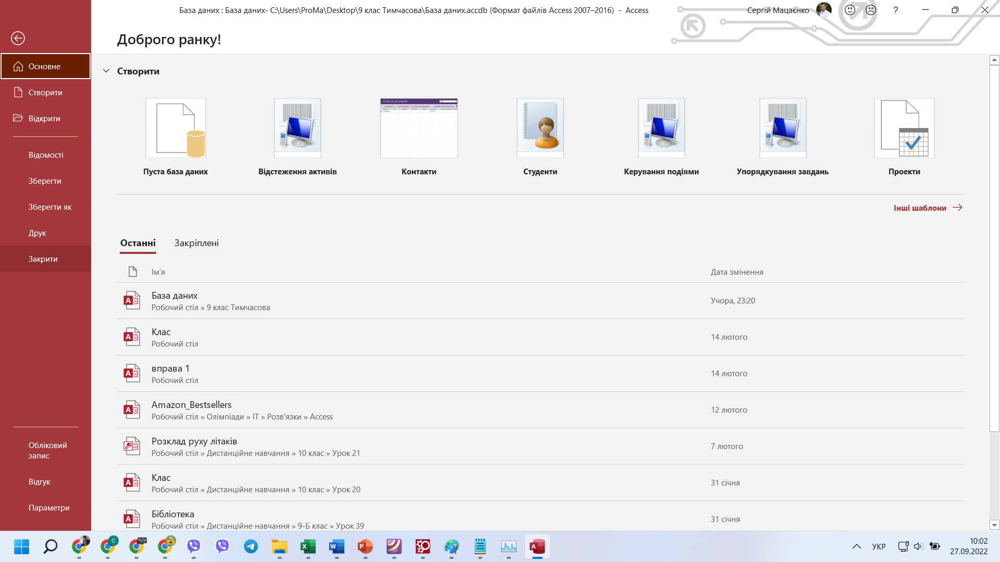 База даних : База даних- C:\Users\ProMa\Desktop\9 клас Тимчасова\База даних.accdb (Формат файлів Access 2007–2016) - Access
Сергій Мацаєнко
?
Доброго ранку!
Основне
Створити
Відкрити
Відомості
Зберегти
Зберегти як
Друк
Закрити
Обліковий
запис
Відгук
Параметри
Створити
Список контактів
Пуста база даних
Відстеження активів
Контакти
Студенти
Керування подіями
Упорядкування завдань
Проекти
Інші шаблони
Останні
Закріплені
Ім’я
Дата змінення
База даних
Робочий стіл » 9 клас Тимчасова
Учора, 23:20
Клас
Робочий стіл
14 лютого
вправа 1
Робочий стіл
14 лютого
Amazon_Bestsellers
Робочий стіл » Олімпіади » ІТ » Розв'язки » Access
12 лютого
Розклад руху літаків
Робочий стіл » Дистанційне навчання » 10 клас » Урок 21
7 лютого
Клас
Робочий стіл » Дистанційне навчання » 10 клас » Урок 20
31 січня
Бібліотека
Робочий стіл » Дистанційне навчання » 9-Б клас » Урок 39
31 січня
УКР
10:02
27.09.2022